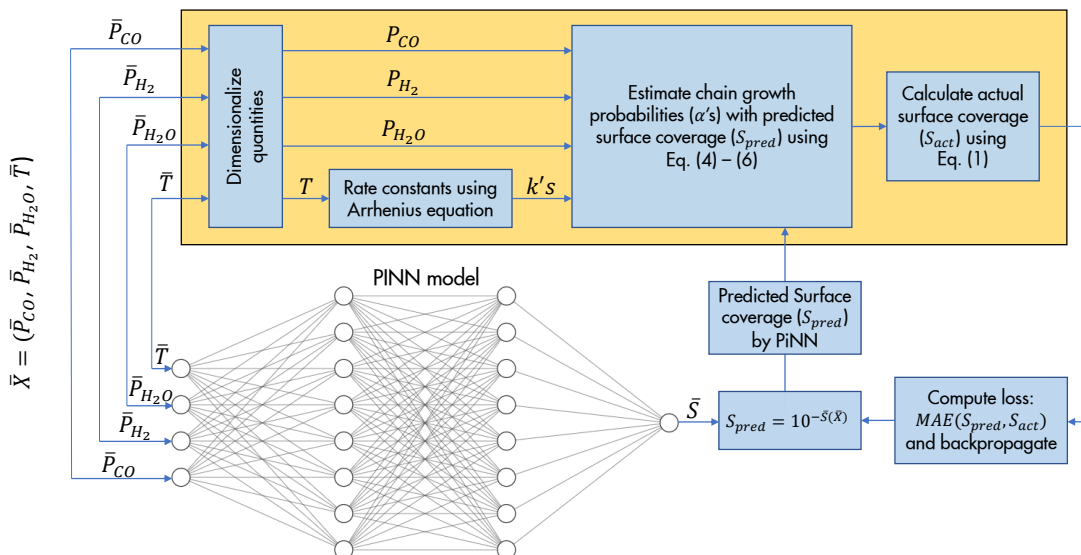 P̄_CO
P̄_H₂
P̄_H₂O
T̄
Dimensionalize
quantities
P_CO
P_H₂
P_H₂O
T
Rate constants using
Arrhenius equation
k's
Estimate chain growth
probabilities (α's) with predicted
surface coverage (S_pred) using
Eq. (4) – (6)
Calculate actual
surface coverage
(S_act) using
Eq. (1)
X̄ = (P̄_CO, P̄_H₂, P̄_H₂O, T̄)
PINN model
T̄
P̄_H₂O
P̄_H₂
P̄_CO
S̄
Predicted Surface
coverage (S_pred)
by PiNN
S_pred = 10^−S̄(X̄)
Compute loss:
MAE(S_pred, S_act)
and backpropagate